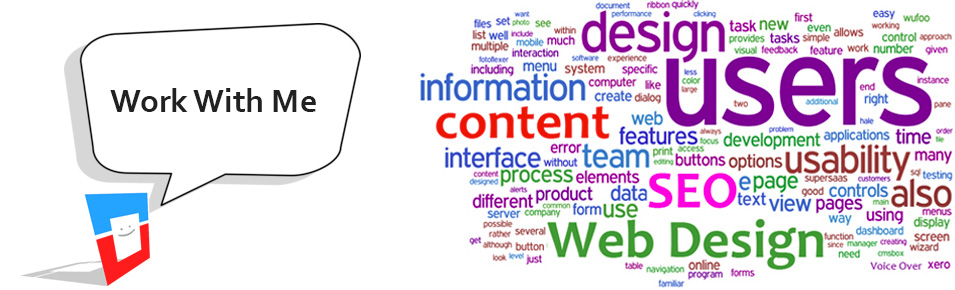 Work With Me
document ribbon quickly
want performance clicking
files set photo see design task new first easy wufoo
list well include within even working control approach
multiple mobile much provides tasks simple allows
interaction visual feedback feature work number given
fotoflexer software experience
including menu system specific less users instance
information computer like color end
create dialog large two additional right pane
content web hale
features always problem applications time order
error focus development file
interface without team print access usability many
editing buttons options
content process elements SEO epage supersaas customers sql testing
designed data text good controls also
alerts product view pages main
different common way using menus
server company form use display
possible Web Design dashboard
rather several function screen
get although button since manager creating wizard
look level just need cmsbox
table navigation online Voice Over xero
program forms
familiar